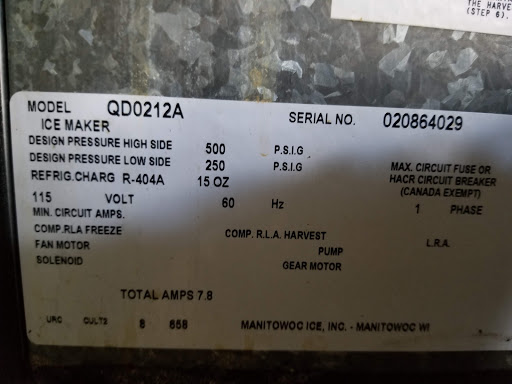 THE HARVE
(STEP 6).
MODEL QD0212A SERIAL NO. 020864029
ICE MAKER
DESIGN PRESSURE HIGH SIDE 500 P.S.I.G
DESIGN PRESSURE LOW SIDE 250 P.S.I.G
REFRIG.CHARG R-404A 15 OZ
MAX. CIRCUIT FUSE OR
HACR CIRCUIT BREAKER
(CANADA EXEMPT)
115 VOLT 60 Hz 1 PHASE
MIN. CIRCUIT AMPS.
COMP.RLA FREEZE COMP. R.L.A. HARVEST L.R.A.
FAN MOTOR PUMP
SOLENOID GEAR MOTOR
TOTAL AMPS 7.8
8 MANITOWOC ICE, INC. - MANITOWOC WI